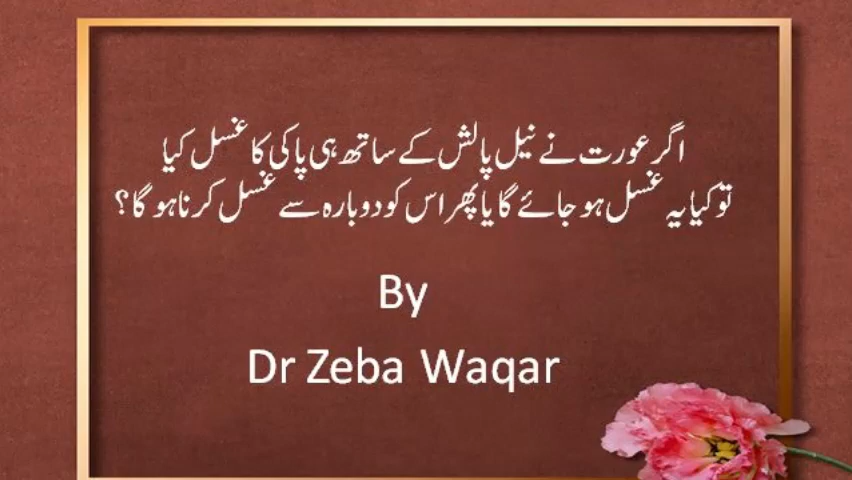 اگر عورت نے نیل پالش کے ساتھ ہی پاکی کا غسل کیا
تو کیا یہ غسل ہو جائے گا یا پھر اس کو دوبارہ سے غسل کرنا ہو گا؟
By
Dr Zeba Waqar